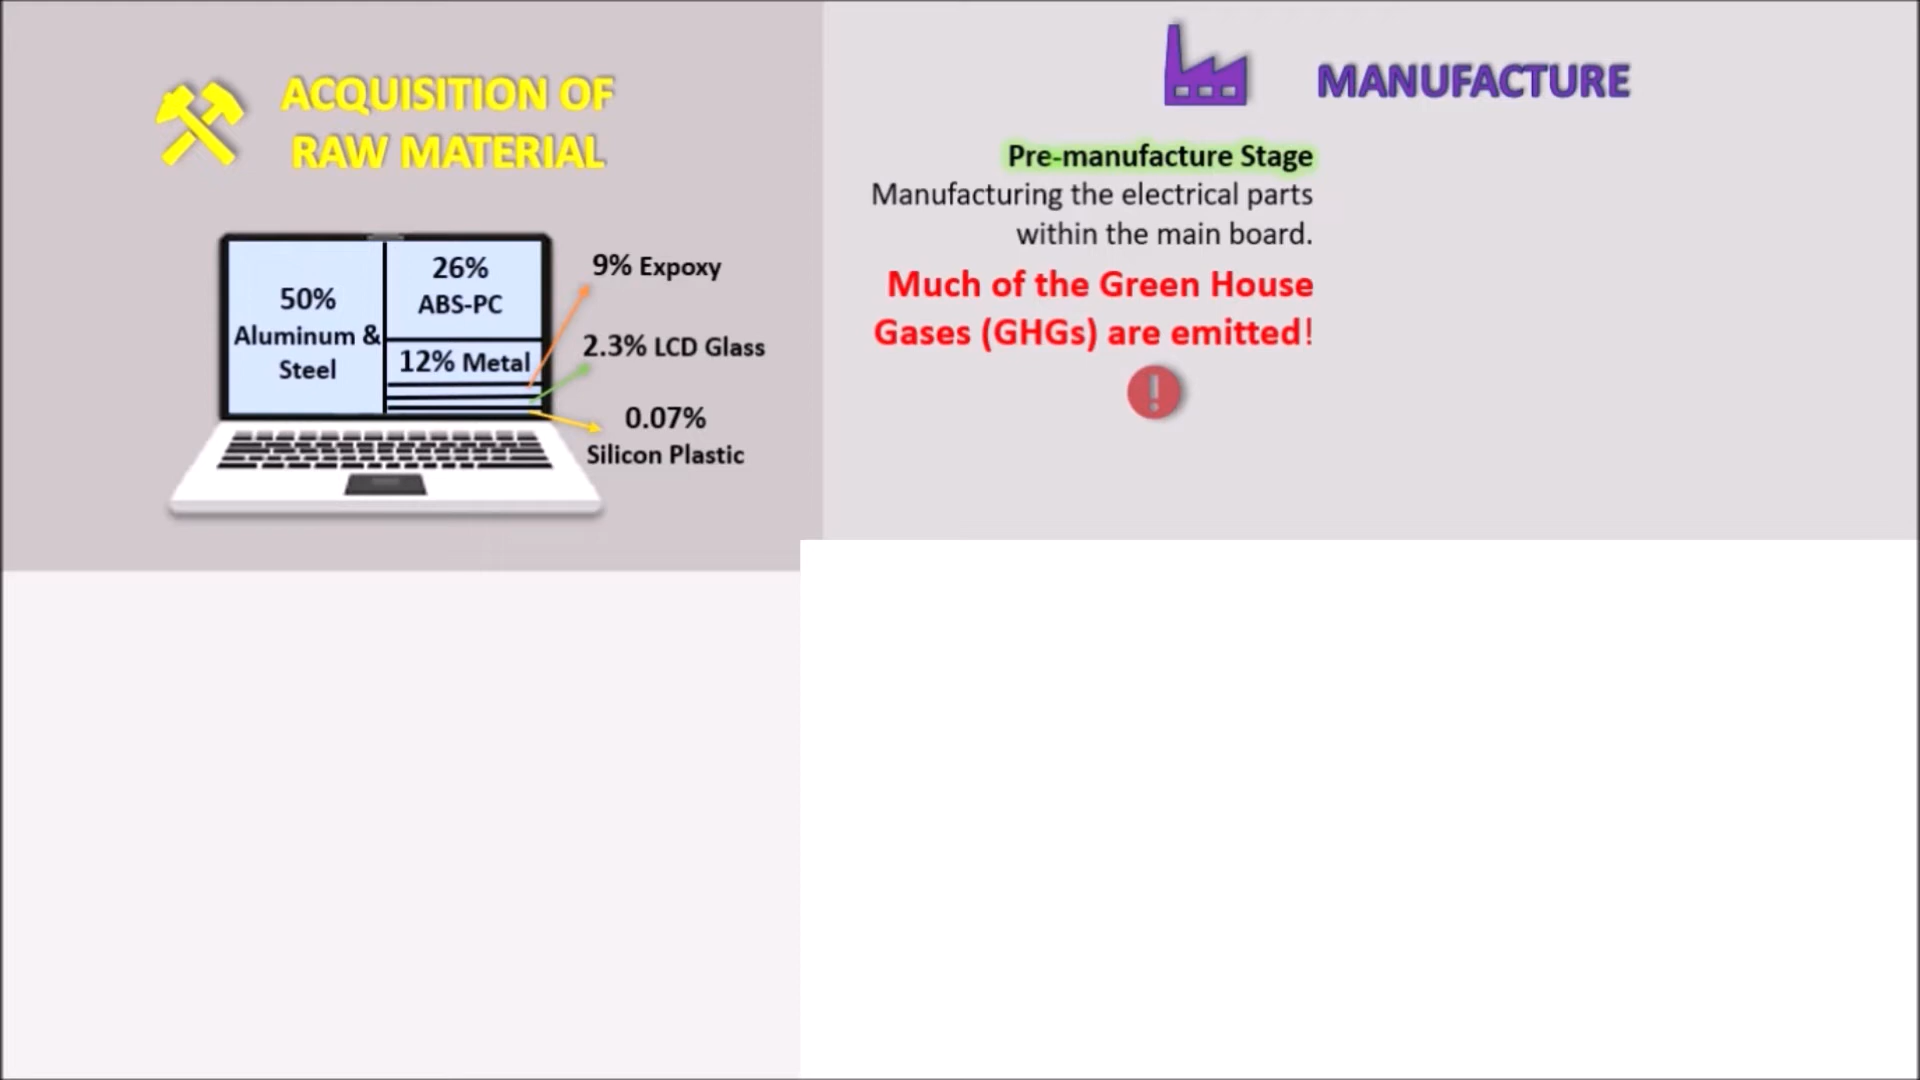 ACQUISITION OF
RAW MATERIAL
50%
Aluminum &
Steel
26%
ABS-PC
12% Metal
9% Expoxy
2.3% LCD Glass
0.07%
Silicon Plastic
MANUFACTURE
Pre-manufacture Stage
Manufacturing the electrical parts
within the main board.
Much of the Green House
Gases (GHGs) are emitted!